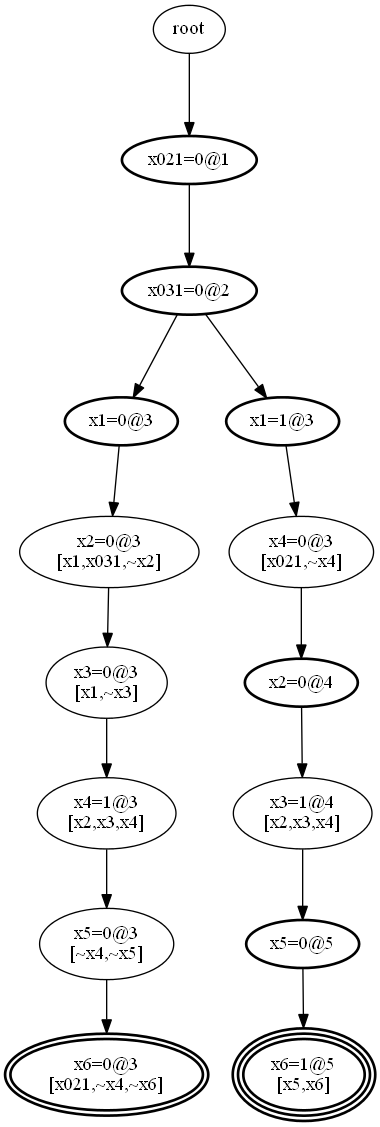 root
x021=0@1
x031=0@2
x1=0@3
x1=1@3
x2=0@3
[x1,x031,~x2]
x4=0@3
[x021,~x4]
x3=0@3
[x1,~x3]
x2=0@4
x4=1@3
[x2,x3,x4]
x3=1@4
[x2,x3,x4]
x5=0@3
[~x4,~x5]
x5=0@5
x6=0@3
[x021,~x4,~x6]
x6=1@5
[x5,x6]